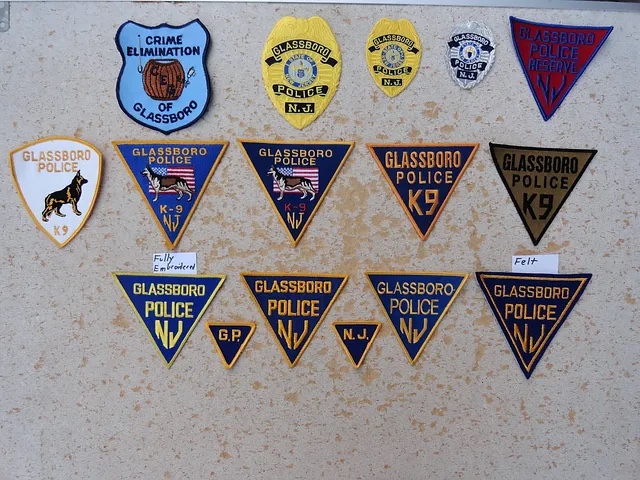 CRIME
ELIMINATION
OF
GLASSBORO
GLASSBORO
POLICE
N.J.
GLASSBORO
POLICE
N.J.
GLASSBORO
POLICE
N.J.
GLASSBORO
POLICE
RESERVE
NJ
GLASSBORO
POLICE
K9
GLASSBORO
POLICE
K-9
NJ
GLASSBORO
POLICE
K-9
NJ
GLASSBORO
POLICE
K9
GLASSBORO
POLICE
K9
Fully
Embroidered
Felt
GLASSBORO
POLICE
NJ
G.P.
GLASSBORO
POLICE
NJ
N.J.
GLASSBORO
POLICE
NJ
GLASSBORO
POLICE
NJ